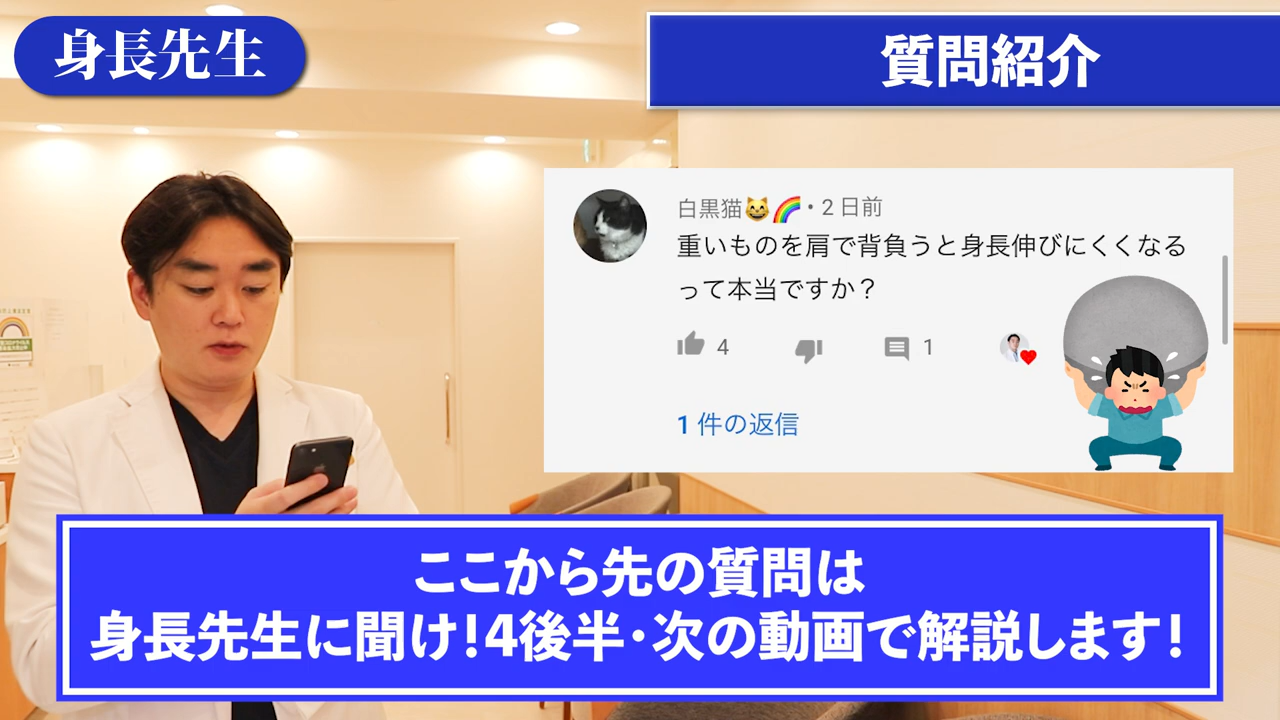 身長先生
質問紹介
白黒猫😸🌈・2 日前
重いものを肩で背負うと身長伸びにくくなる
って本当ですか？
4
1
1 件の返信
ここから先の質問は
身長先生に聞け！4後半・次の動画で解説します！